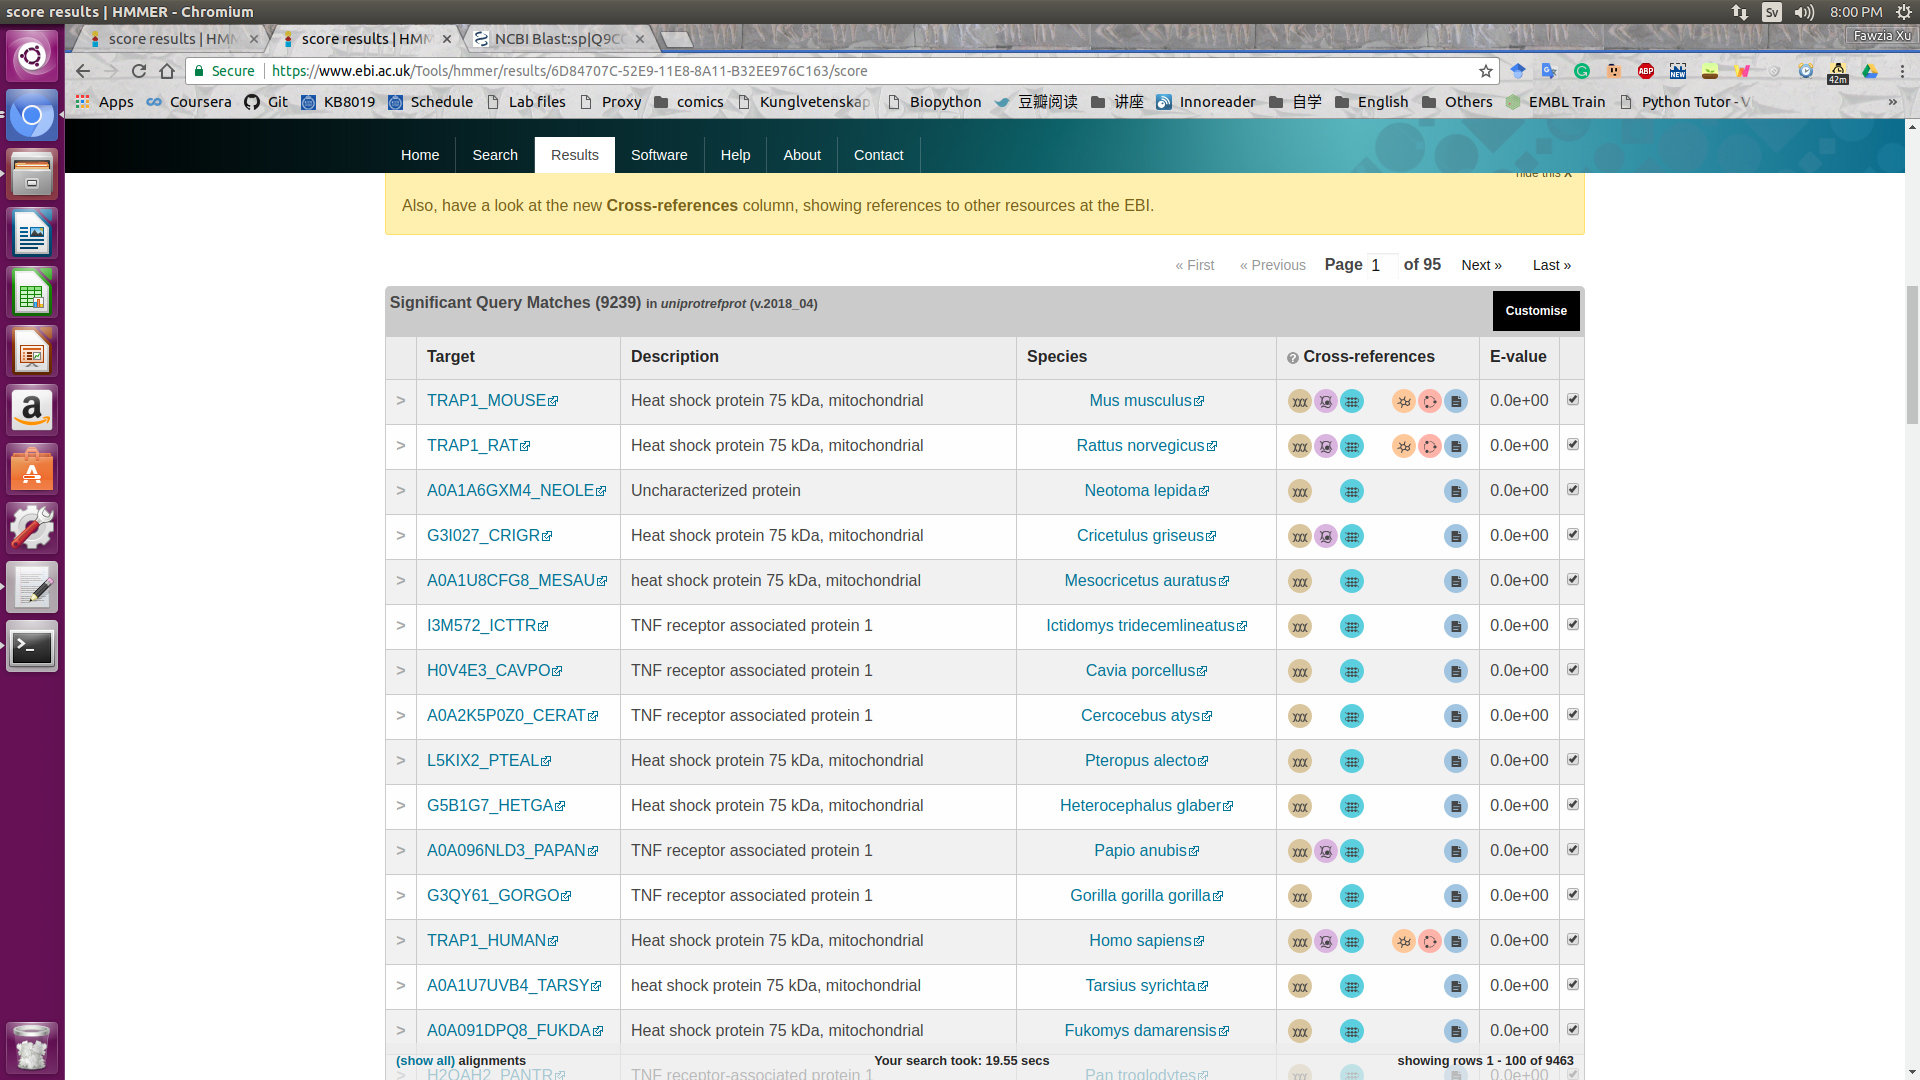 score results | HMMER - Chromium
Sv
8:00 PM
score results | HMM
score results | HMM
NCBI Blast:sp|Q9C
Fawzia Xu
Secure
https://www.ebi.ac.uk/Tools/hmmer/results/6D84707C-52E9-11E8-8A11-B32EE976C163/score
ABP
NEW
42m
Apps
Coursera
Git
KB8019
Schedule
Lab files
Proxy
comics
Kunglvetenskap
Biopython
豆瓣阅读
讲座
Innoreader
自学
English
Others
EMBL Train
Python Tutor - V
»
Home
Search
Results
Software
Help
About
Contact
hide this X
Also, have a look at the new Cross-references column, showing references to other resources at the EBI.
« First
« Previous
Page 1 of 95
Next »
Last »
Significant Query Matches (9239) in uniprotrefprot (v.2018_04)
Customise
Target Description Species ? Cross-references E-value
> TRAP1_MOUSE Heat shock protein 75 kDa, mitochondrial Mus musculus 0.0e+00
> TRAP1_RAT Heat shock protein 75 kDa, mitochondrial Rattus norvegicus 0.0e+00
> A0A1A6GXM4_NEOLE Uncharacterized protein Neotoma lepida 0.0e+00
> G3I027_CRIGR Heat shock protein 75 kDa, mitochondrial Cricetulus griseus 0.0e+00
> A0A1U8CFG8_MESAU heat shock protein 75 kDa, mitochondrial Mesocricetus auratus 0.0e+00
> I3M572_ICTTR TNF receptor associated protein 1 Ictidomys tridecemlineatus 0.0e+00
> H0V4E3_CAVPO TNF receptor associated protein 1 Cavia porcellus 0.0e+00
> A0A2K5P0Z0_CERAT TNF receptor associated protein 1 Cercocebus atys 0.0e+00
> L5KIX2_PTEAL Heat shock protein 75 kDa, mitochondrial Pteropus alecto 0.0e+00
> G5B1G7_HETGA Heat shock protein 75 kDa, mitochondrial Heterocephalus glaber 0.0e+00
> A0A096NLD3_PAPAN TNF receptor associated protein 1 Papio anubis 0.0e+00
> G3QY61_GORGO TNF receptor associated protein 1 Gorilla gorilla gorilla 0.0e+00
> TRAP1_HUMAN Heat shock protein 75 kDa, mitochondrial Homo sapiens 0.0e+00
> A0A1U7UVB4_TARSY heat shock protein 75 kDa, mitochondrial Tarsius syrichta 0.0e+00
> A0A091DPQ8_FUKDA Heat shock protein 75 kDa, mitochondrial Fukomys damarensis 0.0e+00
(show all) alignments
Your search took: 19.55 secs
showing rows 1 - 100 of 9463
> H2QAH2_PANTR TNF receptor-associated protein 1 Pan troglodytes 0.0e+00